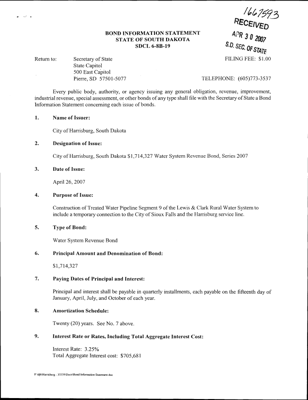 1667593
RECEIVED
APR 30 2007
S.D. SEC. OF STATE
BOND INFORMATION STATEMENT
STATE OF SOUTH DAKOTA
SDCL 6-8B-19
Return to: Secretary of State FILING FEE: $1.00
State Capitol
500 East Capitol
Pierre, SD 57501-5077 TELEPHONE: (605)773-3537
Every public body, authority, or agency issuing any general obligation, revenue, improvement,
industrial revenue, special assessment, or other bonds of any type shall file with the Secretary of State a Bond
Information Statement concerning each issue of bonds.
1. Name of Issuer:
City of Harrisburg, South Dakota
2. Designation of Issue:
City of Harrisburg, South Dakota $1,714,327 Water System Revenue Bond, Series 2007
3. Date of Issue:
April 26, 2007
4. Purpose of Issue:
Construction of Treated Water Pipeline Segment 9 of the Lewis & Clark Rural Water System to
include a temporary connection to the City of Sioux Falls and the Harrisburg service line.
5. Type of Bond:
Water System Revenue Bond
6. Principal Amount and Denomination of Bond:
$1,714,327
7. Paying Dates of Principal and Interest:
Principal and interest shall be payable in quarterly installments, each payable on the fifteenth day of
January, April, July, and October of each year.
8. Amortization Schedule:
Twenty (20) years. See No. 7 above.
9. Interest Rate or Rates, Including Total Aggregate Interest Cost:
Interest Rate: 3.25%
Total Aggregate Interest cost: $705,601